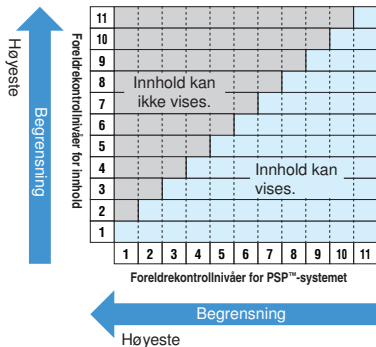 Høyeste
Begrensning
Foreldrekontrollnivåer for innhold
11
10
9
8
7
6
5
4
3
2
1
Innhold kan
ikke vises.
Innhold kan
vises.
1 2 3 4 5 6 7 8 9 10 11
Foreldrekontrollnivåer for PSP™-systemet
Begrensning
Høyeste